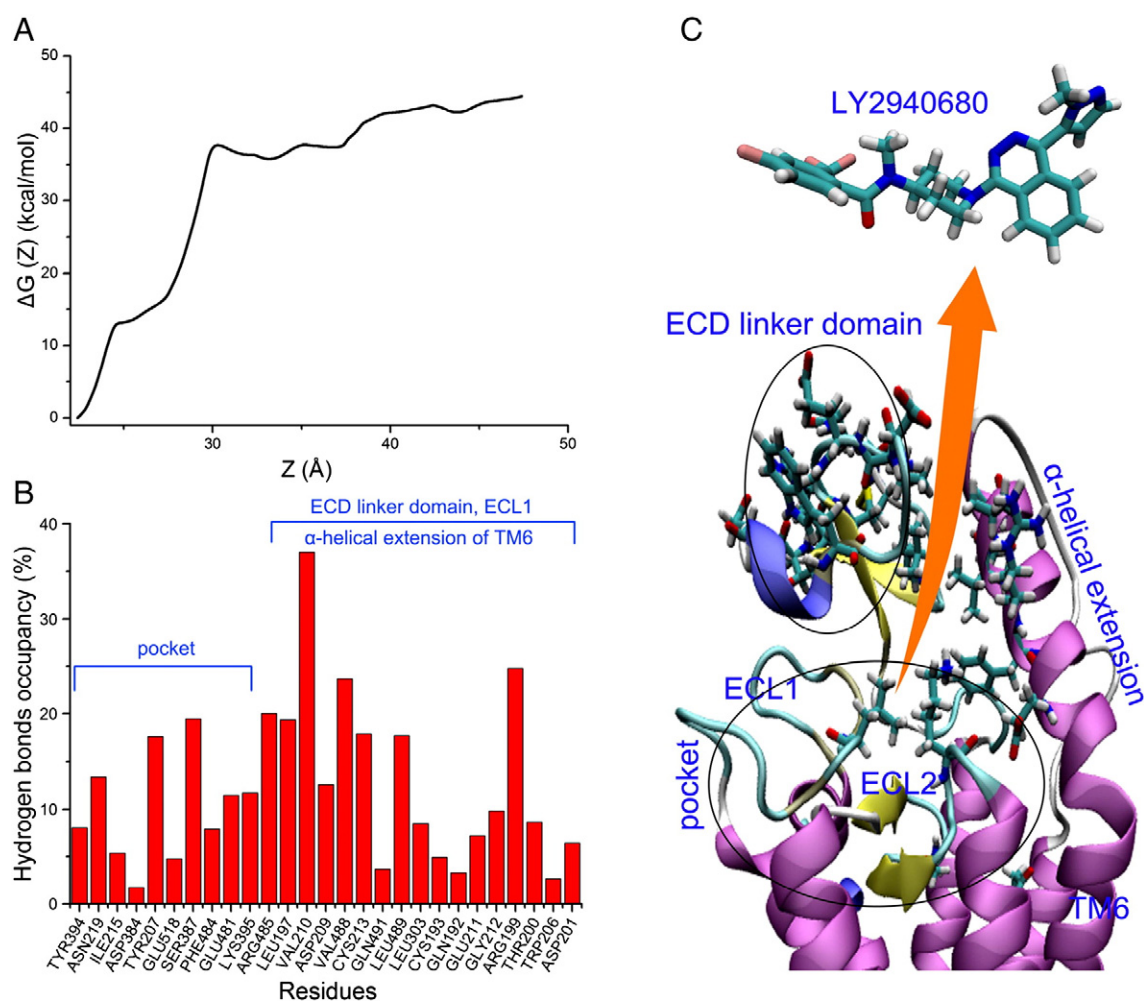 A
ΔG (Z) (kcal/mol)
50
40
30
20
10
0
30
40
50
Z (Å)
B
Hydrogen bonds occupancy (%)
40
30
20
10
0
ECD linker domain, ECL1
α-helical extension of TM6
pocket
TYR394
ASN219
ILE215
ASP384
TYR207
GLU518
SER387
PHE484
GLU481
LYS395
ARG485
LEU197
VAL210
ASP209
VAL488
CYS213
GLN491
LEU489
LEU303
CYS193
GLN192
GLU211
GLY212
ARG199
THR200
TRP206
ASP201
Residues
C
LY2940680
ECD linker domain
α-helical extension
ECL1
pocket
ECL2
TM6